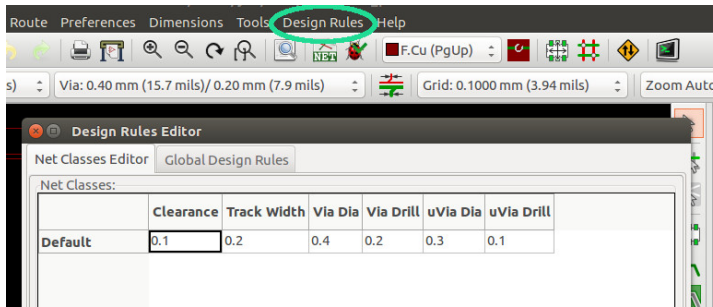 Route Preferences Dimensions Tools Design Rules Help
NET F.Cu (PgUp)
s) Via: 0.40 mm (15.7 mils)/ 0.20 mm (7.9 mils) Grid: 0.1000 mm (3.94 mils) Zoom Auto
Design Rules Editor
Net Classes Editor Global Design Rules
Net Classes:
Clearance Track Width Via Dia Via Drill uVia Dia uVia Drill
Default 0.1 0.2 0.4 0.2 0.3 0.1